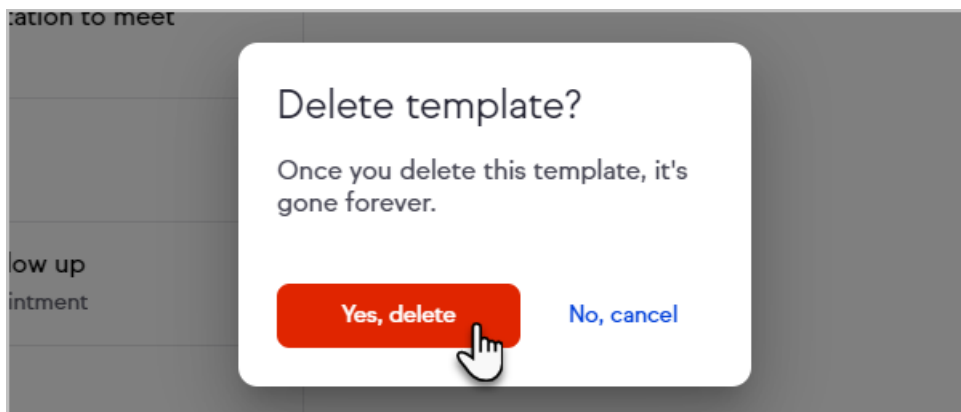 tation to meet
Delete template?
Once you delete this template, it's
gone forever.
low up
intment
Yes, delete
No, cancel